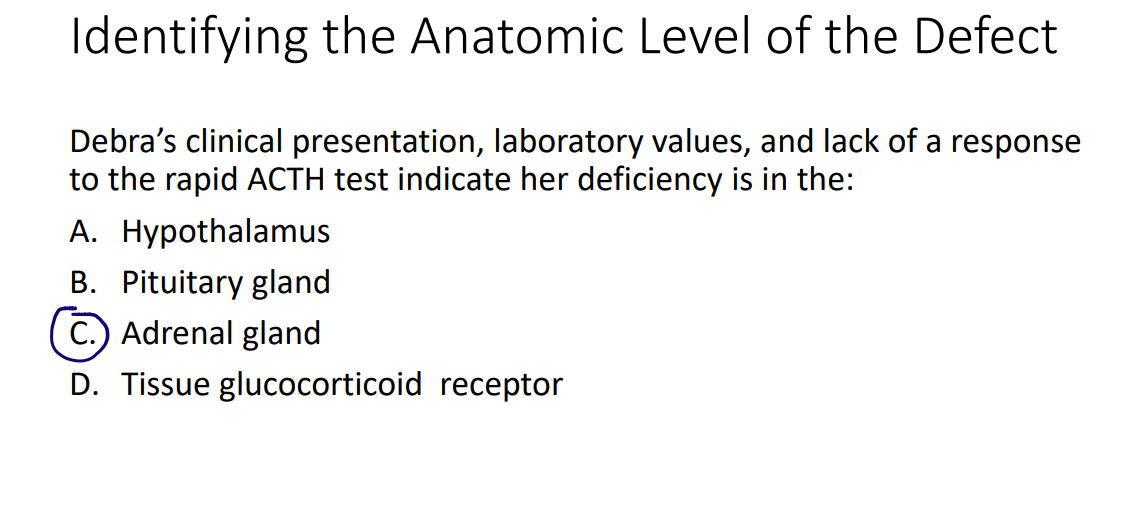 Identifying the Anatomic Level of the Defect
Debra’s clinical presentation, laboratory values, and lack of a response
to the rapid ACTH test indicate her deficiency is in the:
A. Hypothalamus
B. Pituitary gland
C. Adrenal gland
D. Tissue glucocorticoid receptor